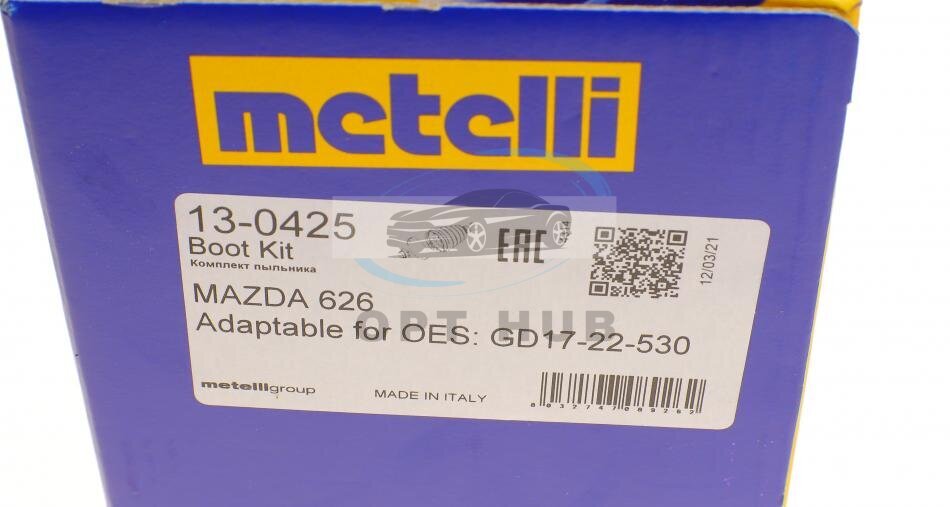 metelli
13-0425
Boot Kit
Комплект пыльника
EAC
12/03/21
MAZDA 626
OPT HUB
Adaptable for OES: GD17-22-530
metelligroup
MADE IN ITALY
8032747089262